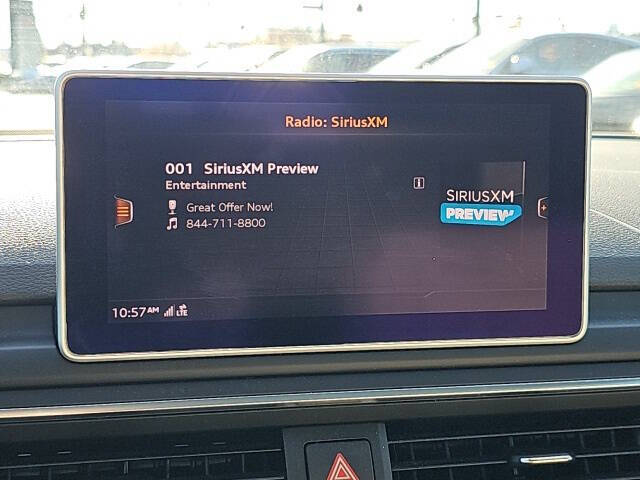 Radio: SiriusXM
001 SiriusXM Preview
Entertainment
i
Great Offer Now!
844-711-8800
SIRIUSXM
PREVIEW
10:57AM LTE